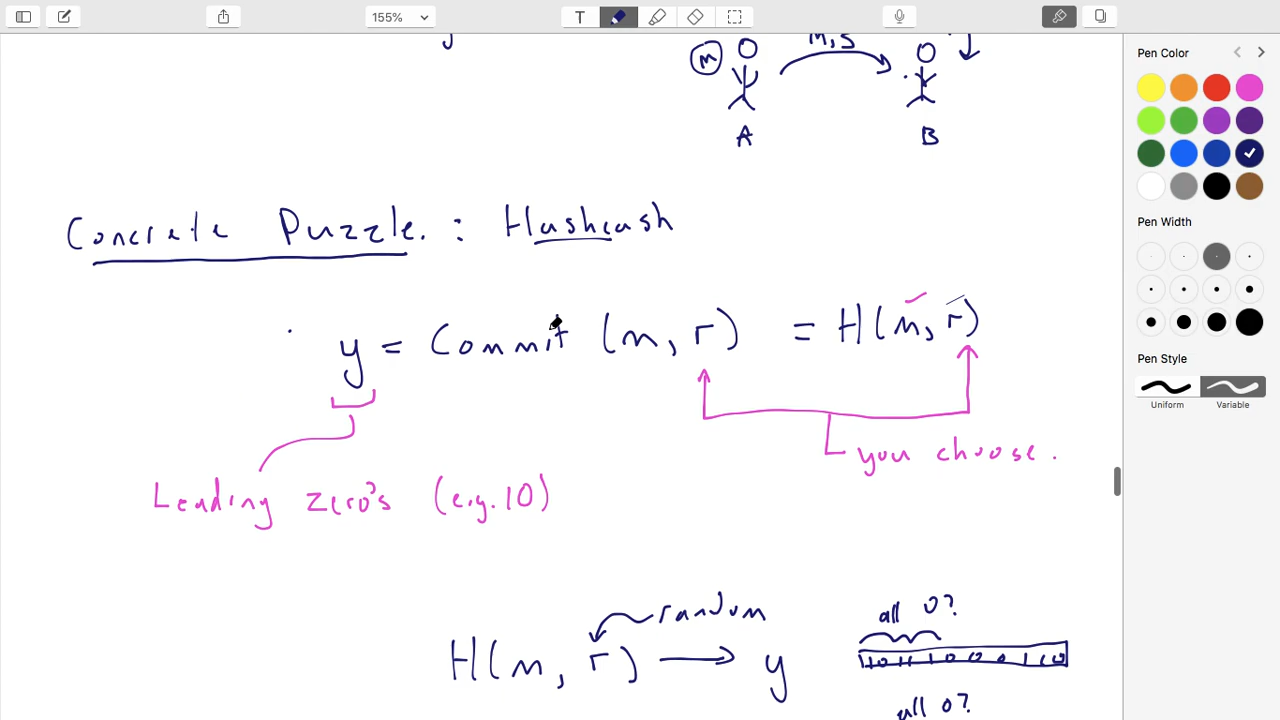 155%
Pen Color
m
M, S
A
B
Concrete Puzzle. : Hashcash
y = Commit (m, r) = H(m, r)
Pen Width
Pen Style
Uniform Variable
you choose.
Leading zero's (e.g. 10)
all 0?
random
H(m, r) → y
all 0?